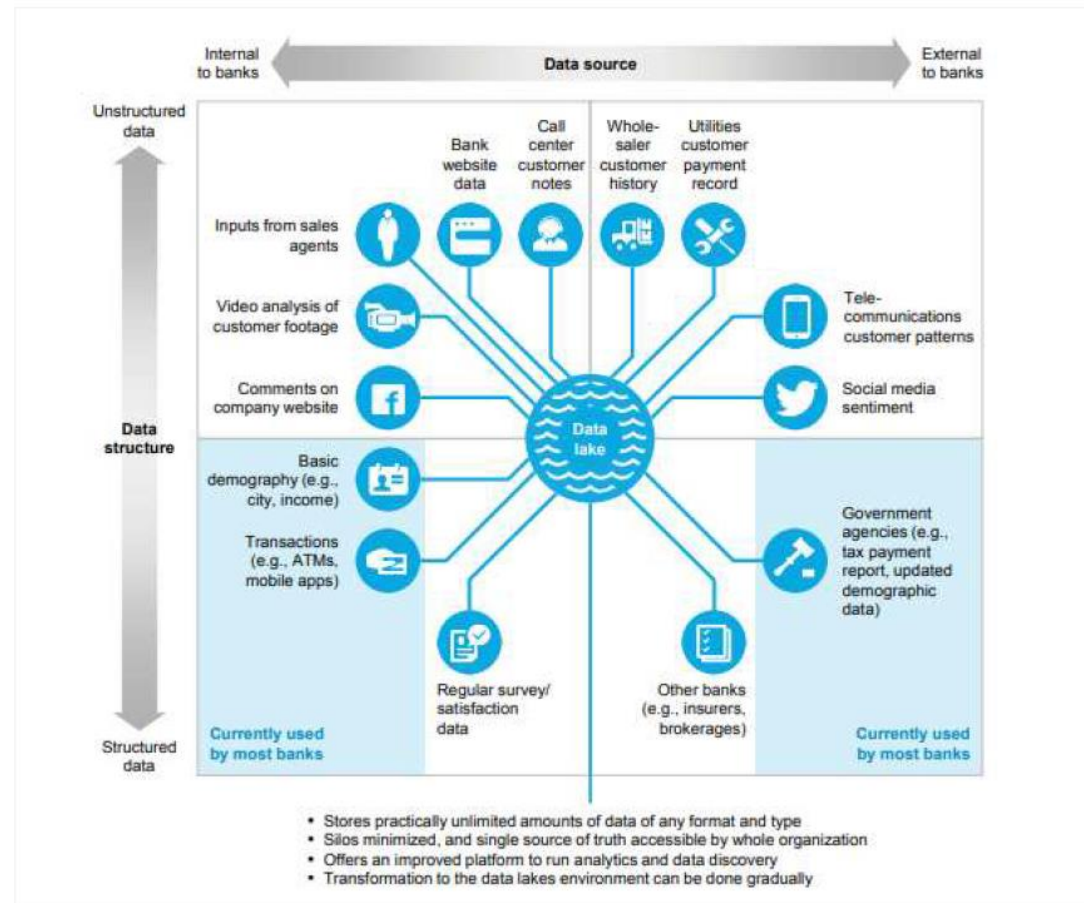 Internal
to banks
Data source
External
to banks
Unstructured
data
Data
structure
Structured
data
Inputs from sales
agents
Bank
website
data
Call
center
customer
notes
Whole-
saler
customer
history
Utilities
customer
payment
record
Video analysis of
customer footage
Tele-
communications
customer patterns
Comments on
company website
f
Social media
sentiment
Data
lake
Basic
demography (e.g.,
city, income)
Transactions
(e.g., ATMs,
mobile apps)
Government
agencies (e.g.,
tax payment
report, updated
demographic
data)
Regular survey/
satisfaction
data
Other banks
(e.g., insurers,
brokerages)
Currently used
by most banks
Currently used
by most banks
• Stores practically unlimited amounts of data of any format and type
• Silos minimized, and single source of truth accessible by whole organization
• Offers an improved platform to run analytics and data discovery
• Transformation to the data lakes environment can be done gradually